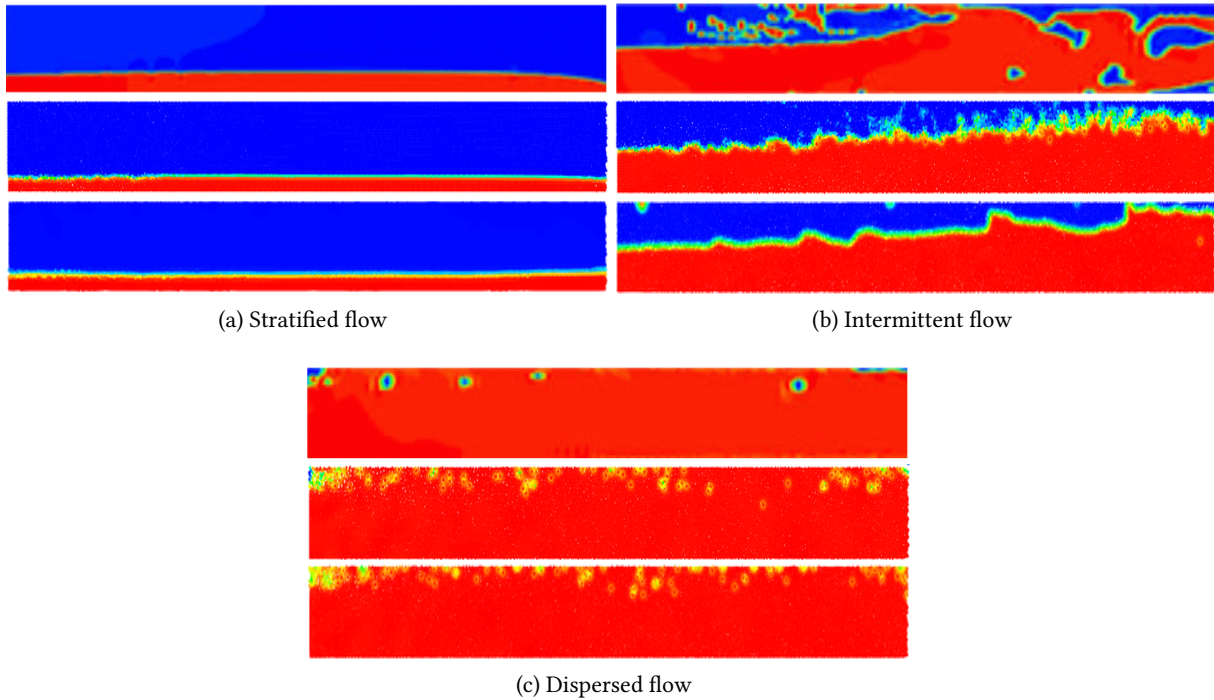 (a) Stratified flow
(b) Intermittent flow
(c) Dispersed flow